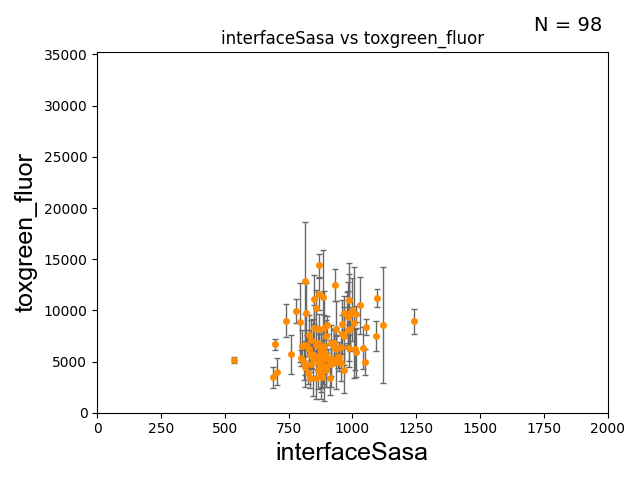 N = 98
interfaceSasa vs toxgreen_fluor
35000
30000
25000
20000
15000
10000
5000
0
toxgreen_fluor
0 250 500 750 1000 1250 1500 1750 2000
interfaceSasa